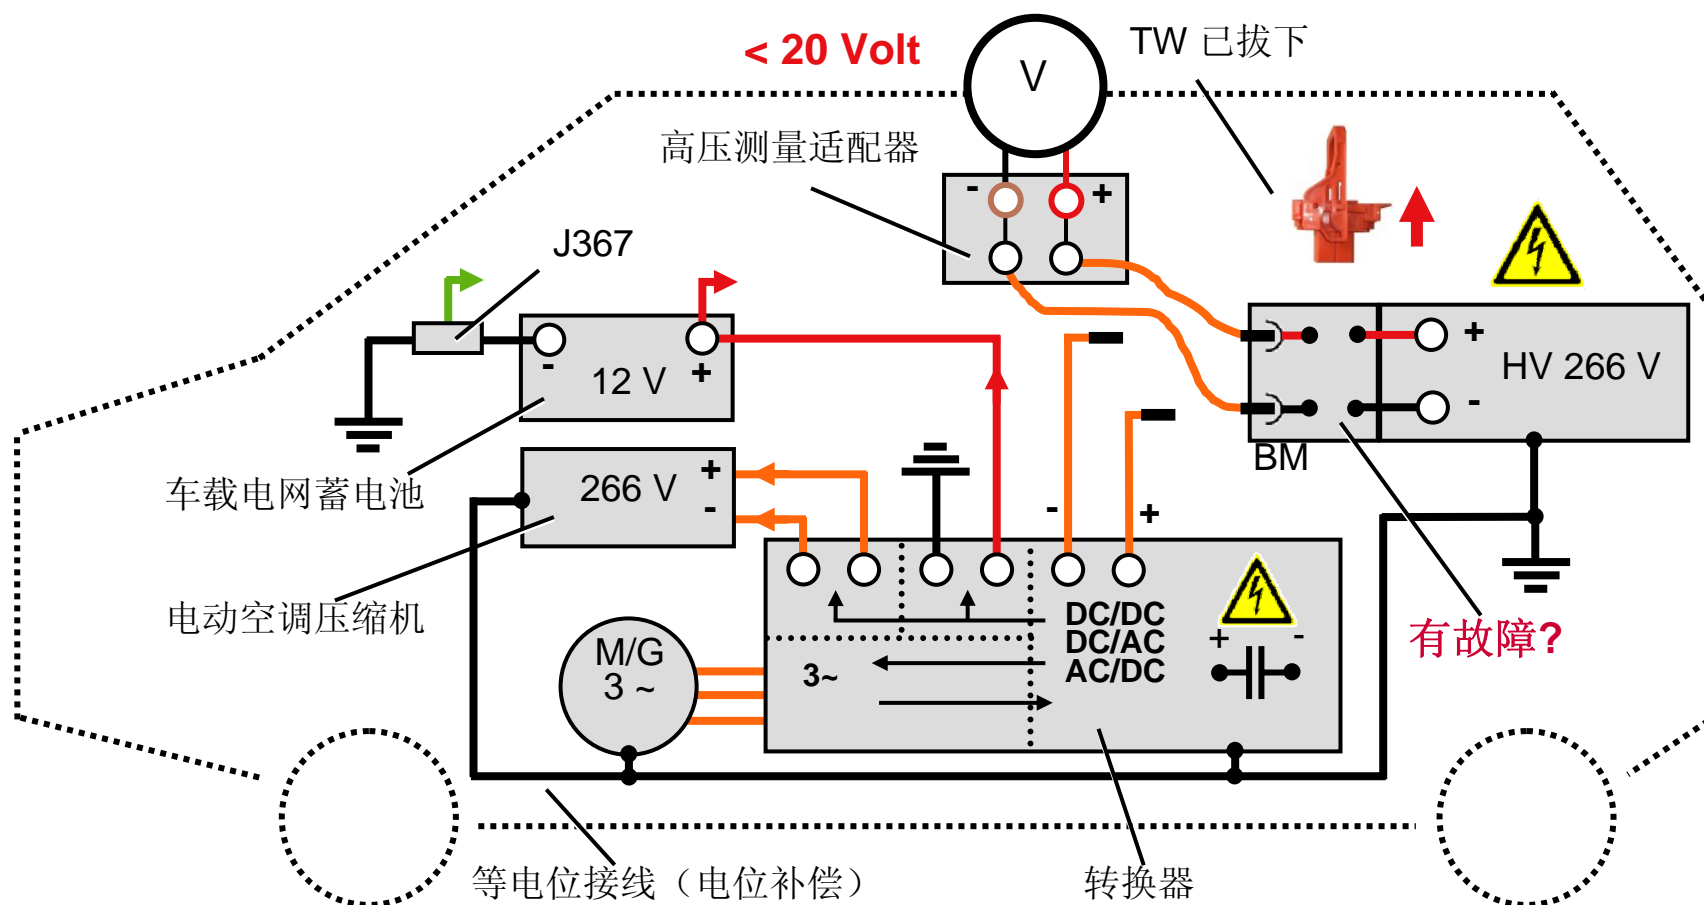 < 20 Volt
V
TW 已拔下
高压测量适配器
- +
J367
- 12 V +
HV 266 V
+
-
BM
车载电网蓄电池
266 V
+
-
- +
电动空调压缩机
有故障?
DC/DC
DC/AC
AC/DC
+ -
M/G
3 ~
3~
等电位接线（电位补偿）
转换器